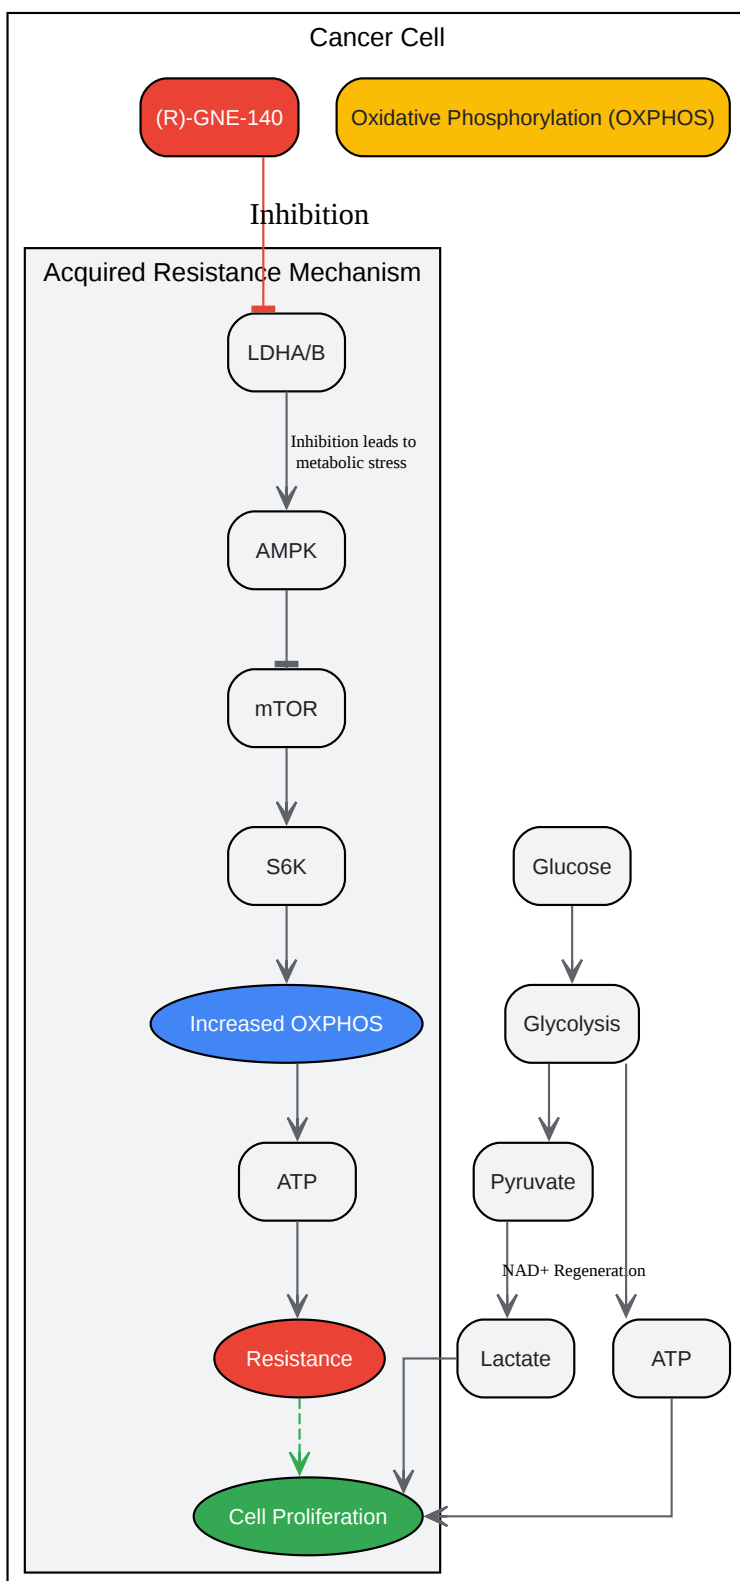 Cancer Cell
(R)-GNE-140
Oxidative Phosphorylation (OXPHOS)
Inhibition
Acquired Resistance Mechanism
LDHA/B
Inhibition leads to
metabolic stress
AMPK
mTOR
S6K
Glucose
Increased OXPHOS
Glycolysis
ATP
Pyruvate
NAD+ Regeneration
Resistance
Lactate
ATP
Cell Proliferation